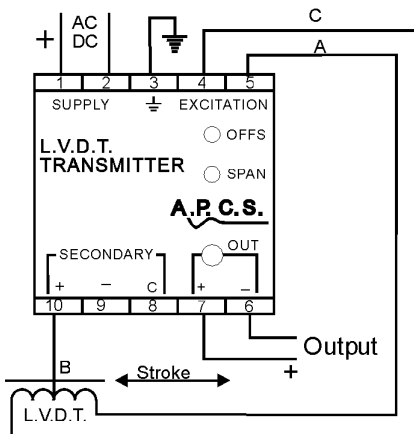 C
+ AC
DC
A
1 2 3 4 5
SUPPLY EXCITATION
OFFS
L.V.D.T.
TRANSMITTER
SPAN
A.P.C.S.
SECONDARY OUT
+ - C + -
10 9 8 7 6
Output
+
B
Stroke
L.V.D.T.